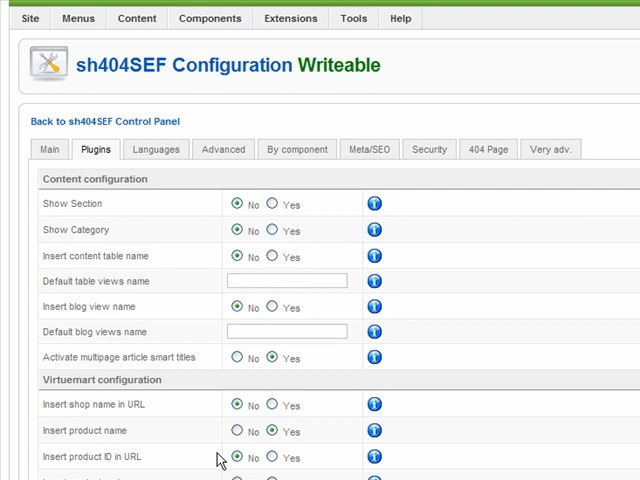 Site Menus Content Components Extensions Tools Help
sh404SEF Configuration Writeable
Back to sh404SEF Control Panel
Main Plugins Languages Advanced By component Meta/SEO Security 404 Page Very adv.
Content configuration
Show Section No Yes
Show Category No Yes
Insert content table name No Yes
Default table views name
Insert blog view name No Yes
Default blog views name
Activate multipage article smart titles No Yes
Virtuemart configuration
Insert shop name in URL No Yes
Insert product name No Yes
Insert product ID in URL No Yes